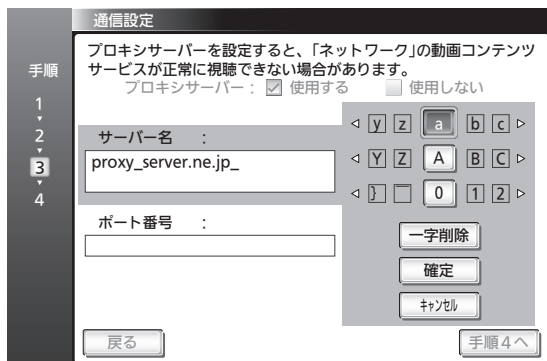 通信設定
手順
1
2
3
4
プロキシサーバーを設定すると、「ネットワーク」の動画コンテンツ
サービスが正常に視聴できない場合があります。
プロキシサーバー： 使用する 使用しない
サーバー名 ：
proxy_server.ne.jp_
ポート番号 ：
y z a b c
Y Z A B C
} ￣ 0 1 2
一字削除
確定
キャンセル
戻る
手順4へ